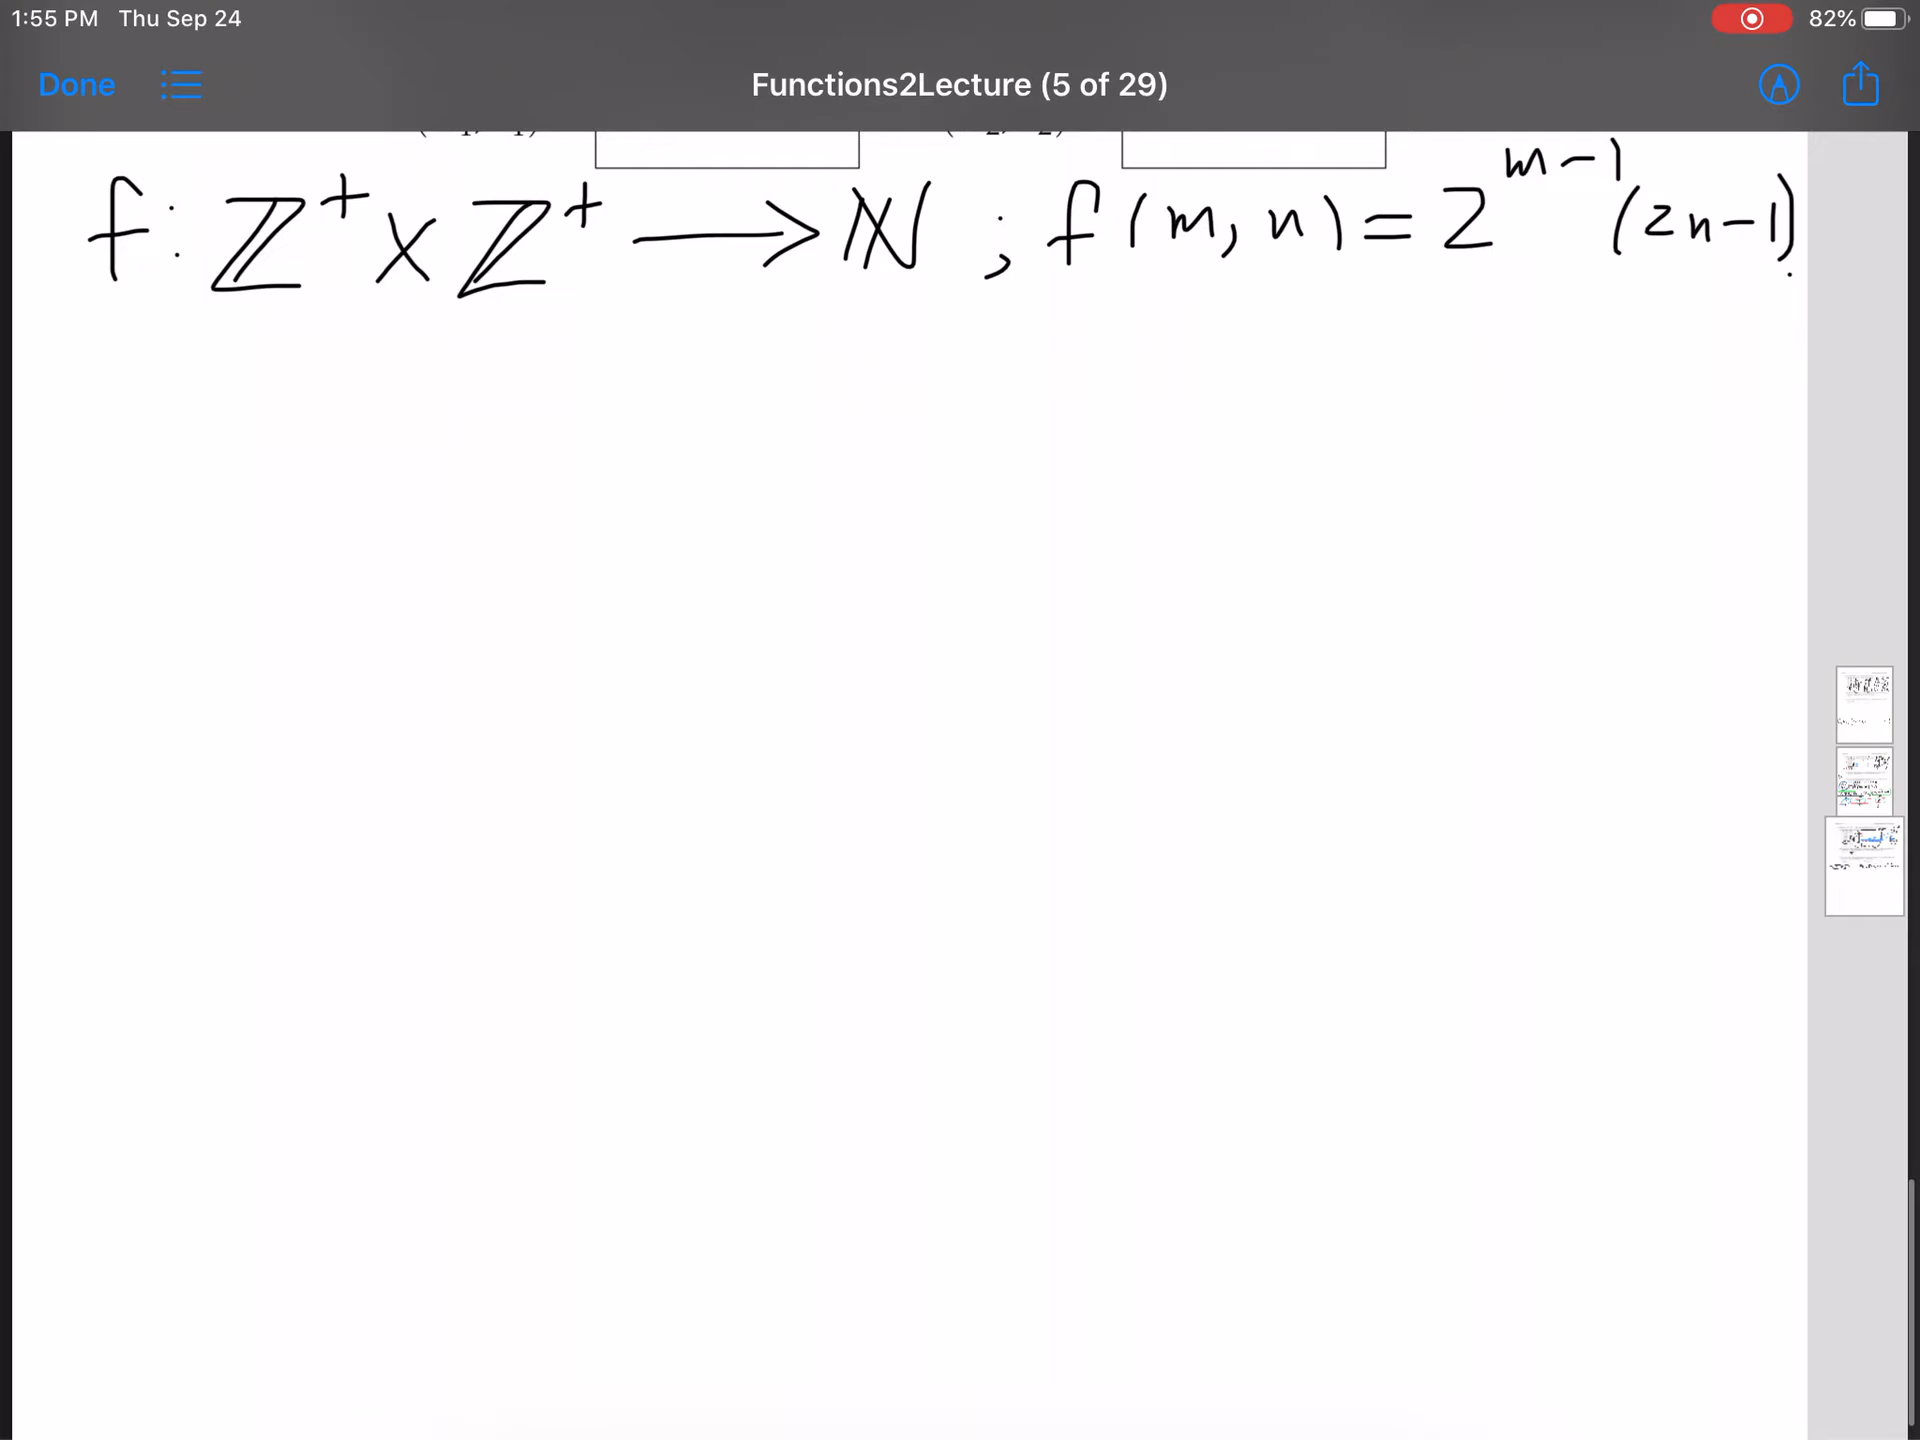 1:55 PM Thu Sep 24 82%
Done Functions2Lecture (5 of 29)
f: ℤ⁺ × ℤ⁺ ⟶ ℕ ; f(m, n) = 2^{m-1} (2n-1).